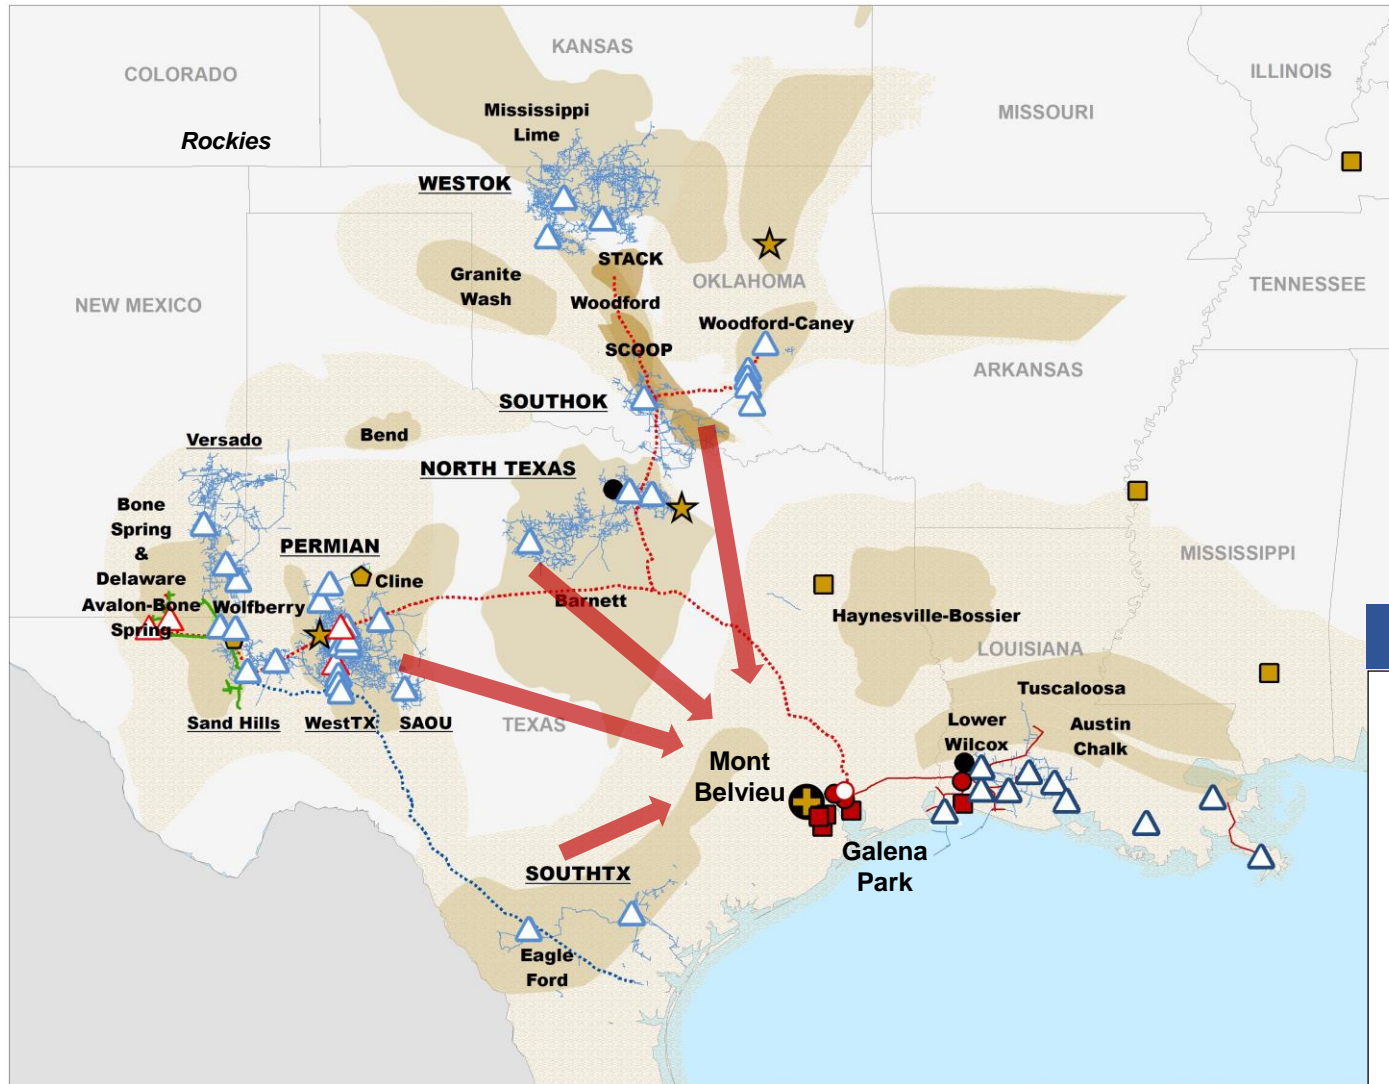 KANSAS
COLORADO
ILLINOIS
MISSOURI
Mississippi
Lime
Rockies
WESTOK
STACK
Granite
Wash
OKLAHOMA
TENNESSEE
NEW MEXICO
Woodford
Woodford-Caney
SCOOP
ARKANSAS
SOUTHOK
Bend
Versado
NORTH TEXAS
Bone
Spring
&
Delaware
PERMIAN
MISSISSIPPI
Cline
Avalon-Bone
Spring
Wolfberry
Barnett
Haynesville-Bossier
LOUISIANA
Tuscaloosa
Sand Hills
WestTX
SAOU
TEXAS
Lower
Wilcox
Austin
Chalk
Mont
Belvieu
Galena
Park
SOUTHTX
Eagle
Ford